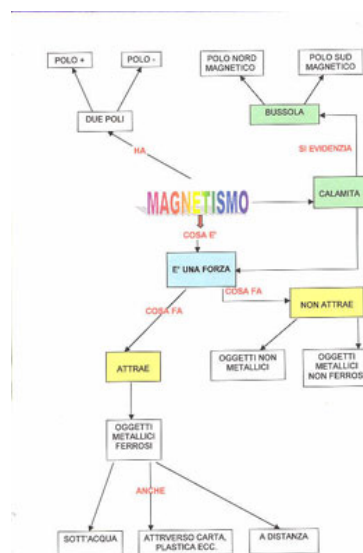 POLO +
POLO -
POLO NORD
MAGNETICO
POLO SUD
MAGNETICO
DUE POLI
BUSSOLA
HA
SI EVIDENZIA
MAGNETISMO
CALAMITA
COSA E'
E' UNA FORZA
COSA FA
COSA FA
NON ATTRAE
OGGETTI NON
METALLICI
OGGETTI
METALLICI
NON FERROSI
ATTRAE
OGGETTI
METALLICI
FERROSI
ANCHE
SOTT'ACQUA
ATTRVERSO CARTA,
PLASTICA ECC.
A DISTANZA